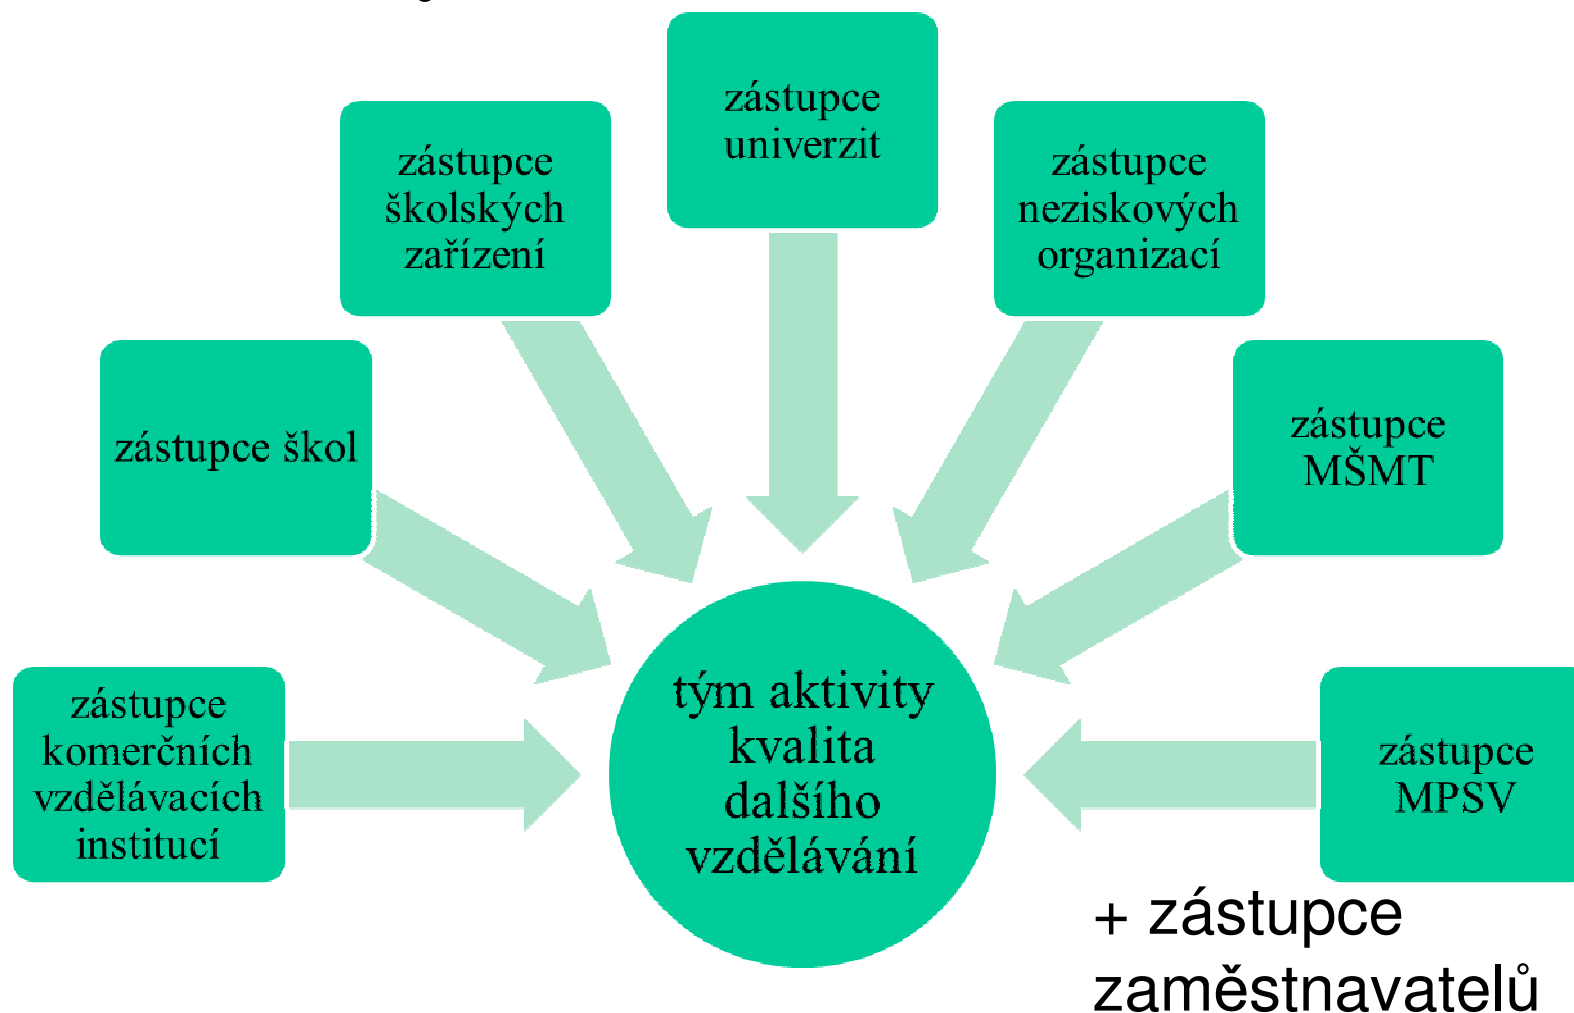 zástupce
univerzit
zástupce
školských
zařízení
zástupce
neziskových
organizací
zástupce škol
zástupce
MŠMT
zástupce
komerčních
vzdělávacích
institucí
tým aktivity
kvalita
dalšího
vzdělávání
zástupce
MPSV
+ zástupce
zaměstnavatelů